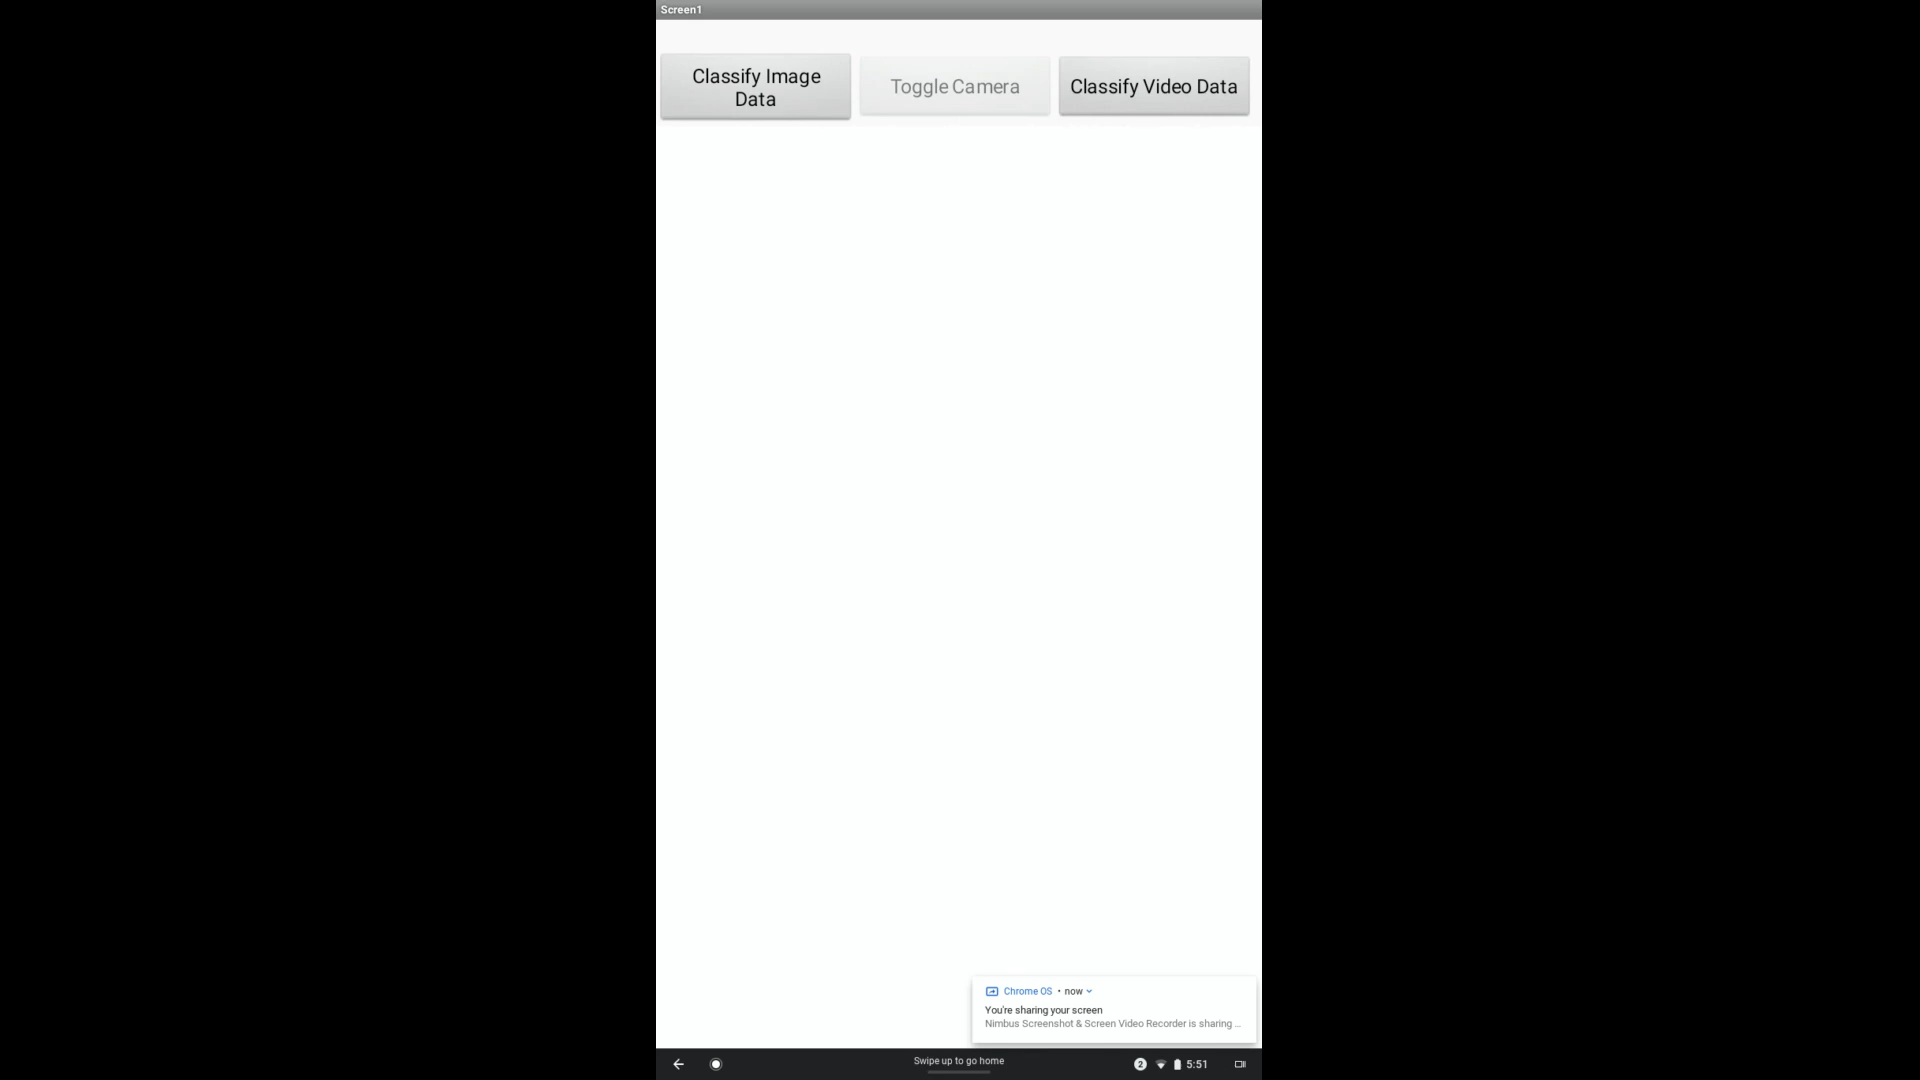 Screen1
Classify Image
Data
Toggle Camera
Classify Video Data
Chrome OS • now
You're sharing your screen
Nimbus Screenshot & Screen Video Recorder is sharing ...
Swipe up to go home
2
5:51